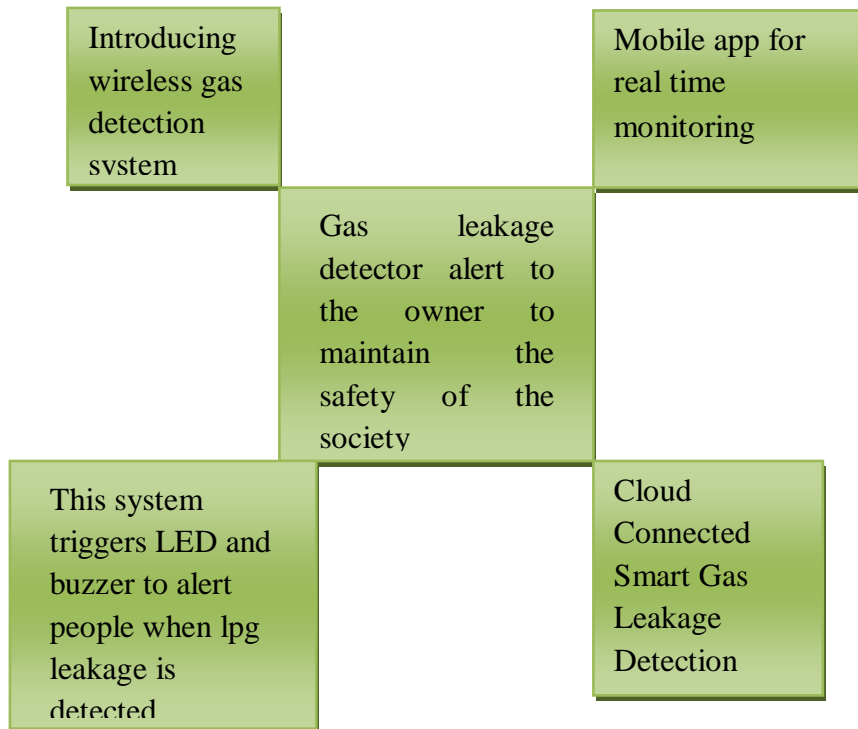 Introducing
wireless gas
detection
system
Mobile app for
real time
monitoring
Gas leakage
detector alert to
the owner to
maintain the
safety of the
society
This system
triggers LED and
buzzer to alert
people when lpg
leakage is
detected
Cloud
Connected
Smart Gas
Leakage
Detection